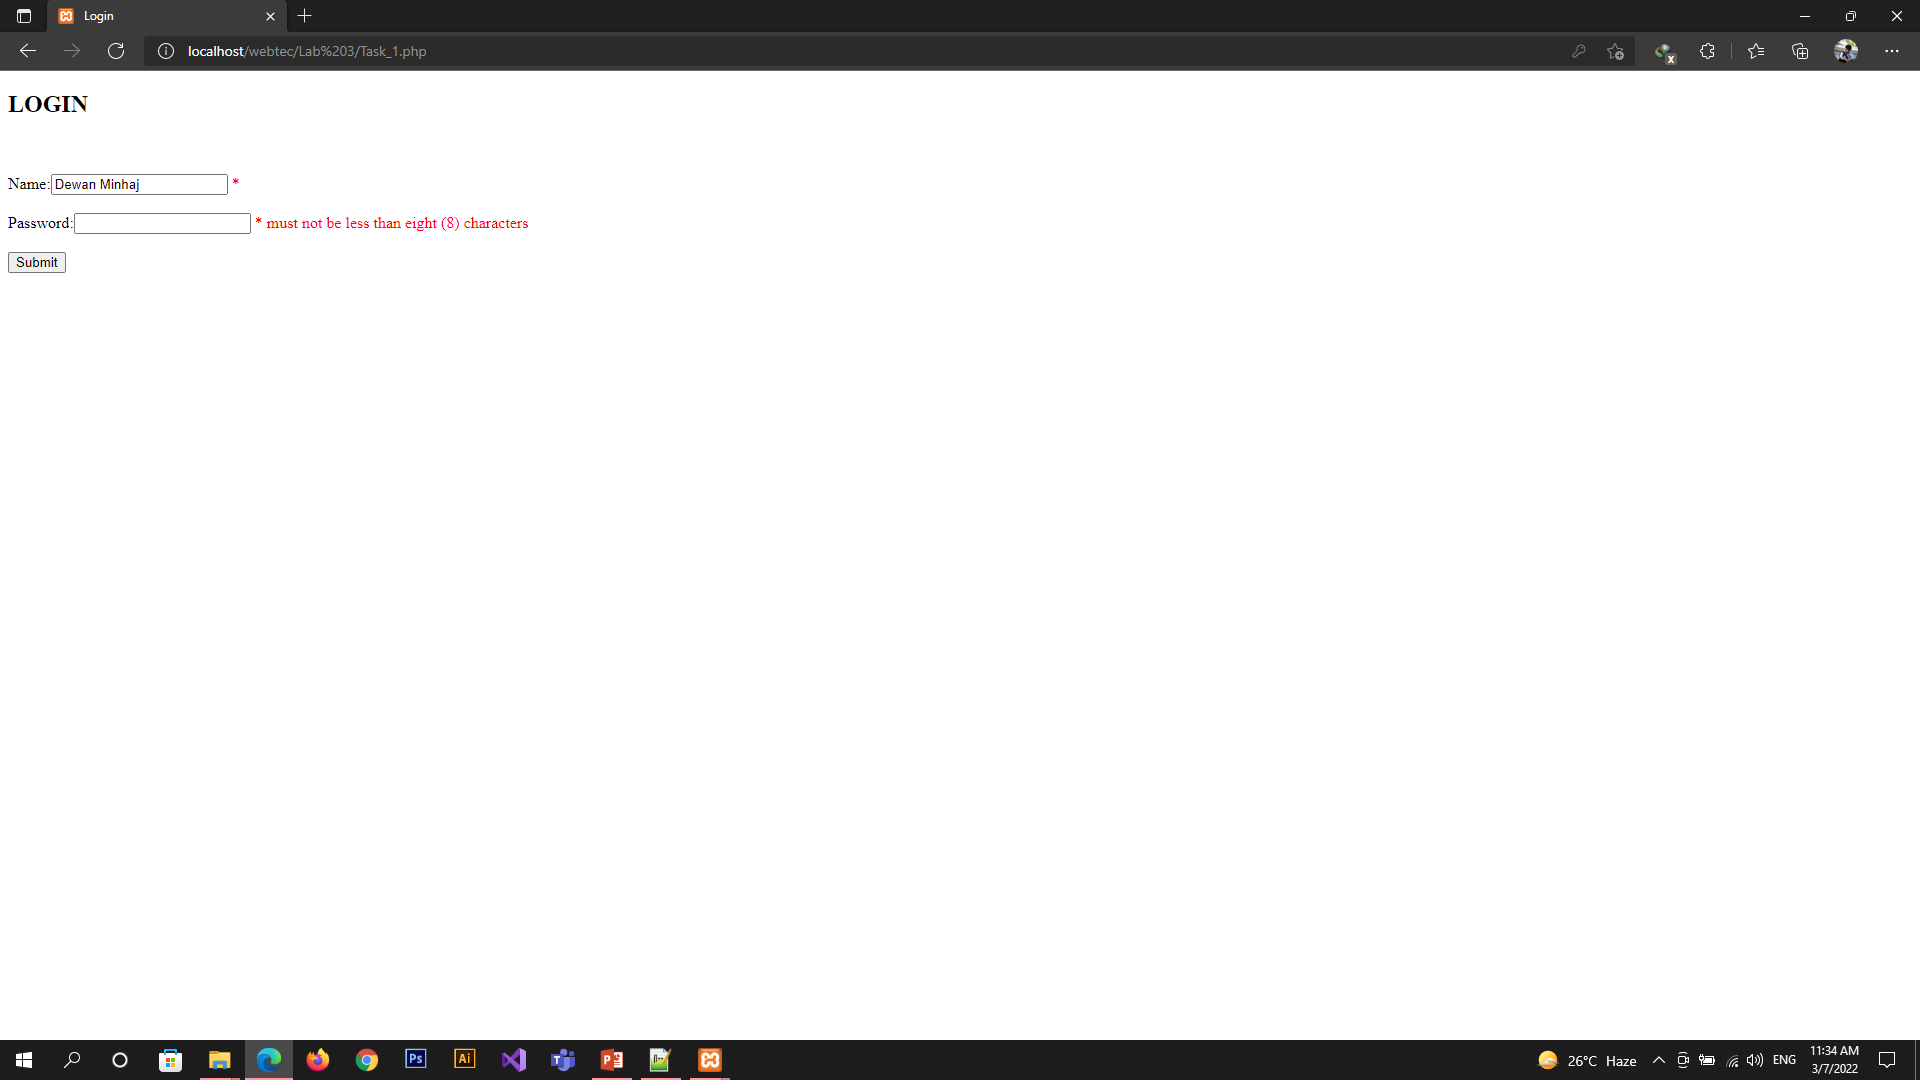 Login
localhost/webtec/Lab%203/Task_1.php
LOGIN
Name: Dewan Minhaj *
Password: * must not be less than eight (8) characters
Submit
Ps
Ai
26°C Haze
ENG
11:34 AM
3/7/2022